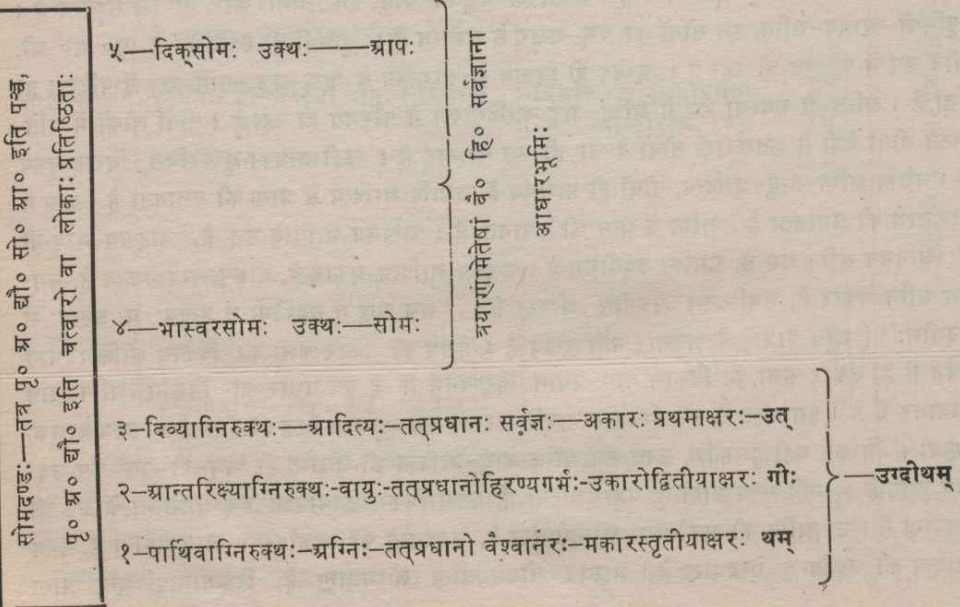 सोमदण्डः—तत्र पृ० अ० द्यौ० सो० आ० इति पञ्च,
पृ० अ० द्यौ० इति चत्वारो वा लोकाः प्रतिष्ठिताः
५—दिक्सोमः उक्थः——आपः
४—भास्वरसोमः उक्थः—सोमः
त्रयाणामेतेषां वै० हि० सर्वज्ञाना
आधारभूमिः
३-दिव्याग्निरुक्थः—आदित्यः-तत्प्रधानः सर्वज्ञः—अकारः प्रथमाक्षरः-उत्
२-आन्तरिक्ष्याग्निरुक्थः-वायुः-तत्प्रधानोहिरण्यगर्भः-उकारोद्वितीयाक्षरः गीः
१-पार्थिवाग्निरुक्थः-अग्निः-तत्प्रधानो वैश्वानरः-मकारस्तृतीयाक्षरः थम्
—उग्दीथम्